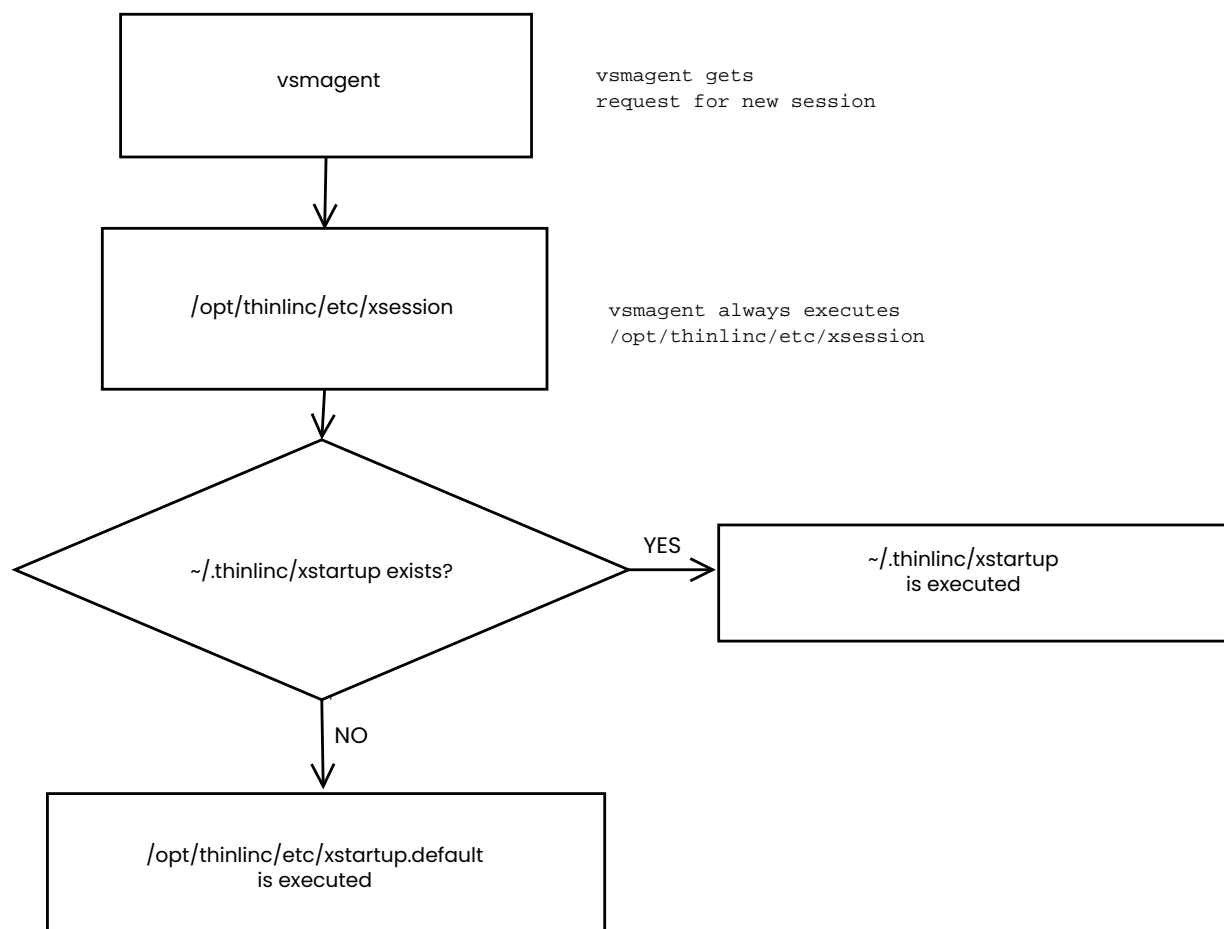 vsmagent
vsmagent gets
request for new session
/opt/thinlinc/etc/xsession
vsmagent always executes
/opt/thinlinc/etc/xsession
~/.thinlinc/xstartup exists?
YES
~/.thinlinc/xstartup
is executed
NO
/opt/thinlinc/etc/xstartup.default
is executed